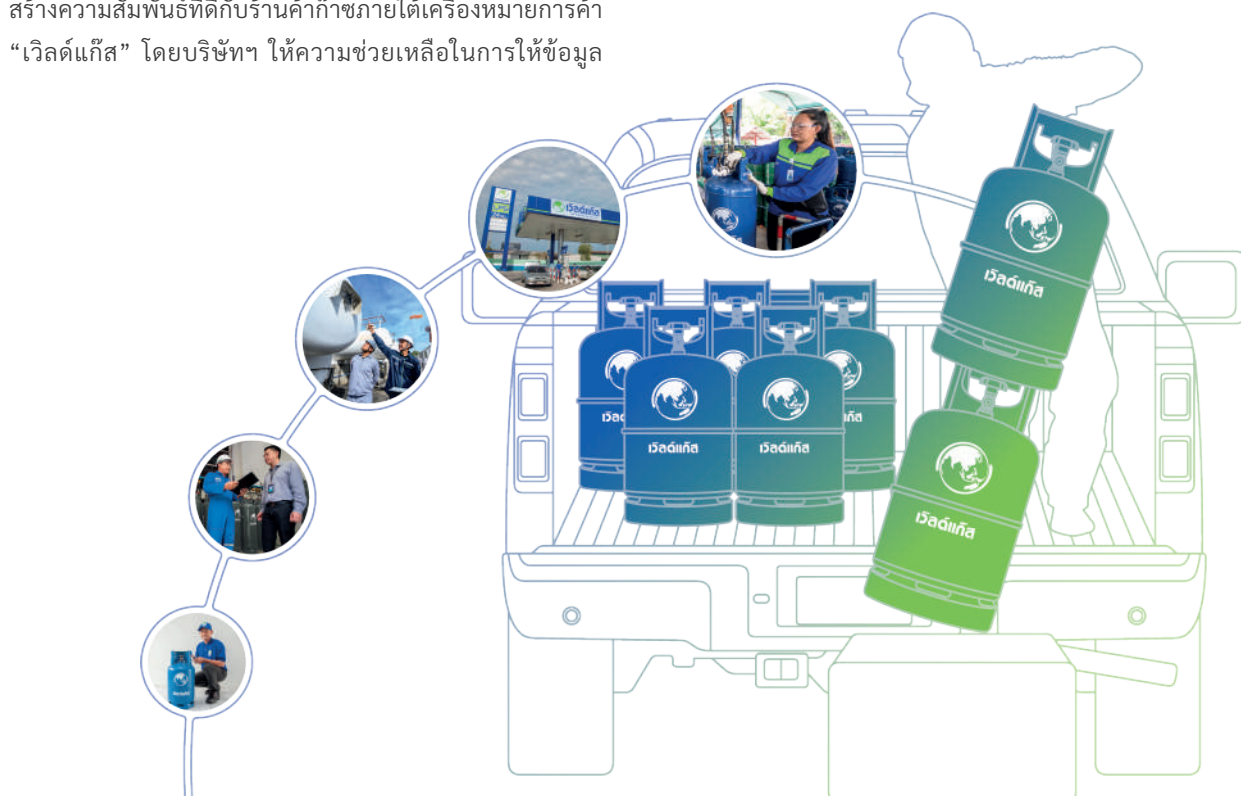 สร้างความสัมพันธ์ที่ดีกับร้านค้าก๊าซภายใต้เครื่องหมายการค้า
“เวิลด์แก๊ส” โดยบริษัทฯ ให้ความช่วยเหลือในการให้ข้อมูล
เวิลด์แก๊ส
เวิลด์แก๊ส
เวิลด์แก๊ส
เวิลด์แก๊ส
เวิลด์แก๊ส